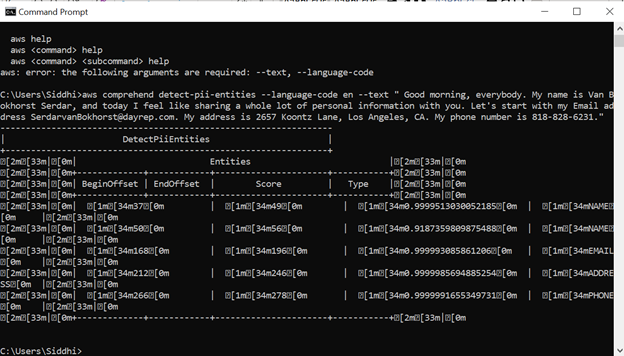 Command Prompt
aws help
aws <command> help
aws <command> <subcommand> help
aws: error: the following arguments are required: --text, --language-code
C:\Users\Siddhi>aws comprehend detect-pii-entities --language-code en --text " Good morning, everybody. My name is Van B
okhorst Serdar, and today I feel like sharing a whole lot of personal information with you. Let's start with my Email ad
dress SerdarvanBokhorst@dayrep.com. My address is 2657 Koontz Lane, Los Angeles, CA. My phone number is 818-828-6231."
-----------------------------------------------------------------
|                       DetectPiiEntities                       |
+---------------------------------------------------------------+
⍰[2m⍰[33m|⍰[0m|                           Entities                            |⍰[2m⍰[33m|⍰[0m
⍰[2m⍰[33m|⍰[0m+-------------+------------+---------------------+-----------+⍰[2m⍰[33m|⍰[0m
⍰[2m⍰[33m|⍰[0m| BeginOffset | EndOffset  |        Score        |   Type    |⍰[2m⍰[33m|⍰[0m
⍰[2m⍰[33m|⍰[0m+-------------+------------+---------------------+-----------+⍰[2m⍰[33m|⍰[0m
⍰[2m⍰[33m|⍰[0m|  ⍰[1m⍰[34m37⍰[0m         |  ⍰[1m⍰[34m49⍰[0m        |  ⍰[1m⍰[34m0.9999513030052185⍰[0m  |  ⍰[1m⍰[34mNAME⍰
[0m     |⍰[2m⍰[33m|⍰[0m
⍰[2m⍰[33m|⍰[0m|  ⍰[1m⍰[34m50⍰[0m         |  ⍰[1m⍰[34m56⍰[0m        |  ⍰[1m⍰[34m0.9187359809875488⍰[0m  |  ⍰[1m⍰[34mNAME⍰
[0m     |⍰[2m⍰[33m|⍰[0m
⍰[2m⍰[33m|⍰[0m|  ⍰[1m⍰[34m168⍰[0m        |  ⍰[1m⍰[34m196⍰[0m       |  ⍰[1m⍰[34m0.999993085861206⍰[0m   |  ⍰[1m⍰[34mEMAIL
⍰[0m    |⍰[2m⍰[33m|⍰[0m
⍰[2m⍰[33m|⍰[0m|  ⍰[1m⍰[34m212⍰[0m        |  ⍰[1m⍰[34m246⍰[0m       |  ⍰[1m⍰[34m0.9999985694885254⍰[0m  |  ⍰[1m⍰[34mADDRE
SS⍰[0m  |⍰[2m⍰[33m|⍰[0m
⍰[2m⍰[33m|⍰[0m|  ⍰[1m⍰[34m266⍰[0m        |  ⍰[1m⍰[34m278⍰[0m       |  ⍰[1m⍰[34m0.9999991655349731⍰[0m  |  ⍰[1m⍰[34mPHONE
⍰[0m    |⍰[2m⍰[33m|⍰[0m
⍰[2m⍰[33m|⍰[0m+-------------+------------+---------------------+-----------+⍰[2m⍰[33m|⍰[0m
C:\Users\Siddhi>